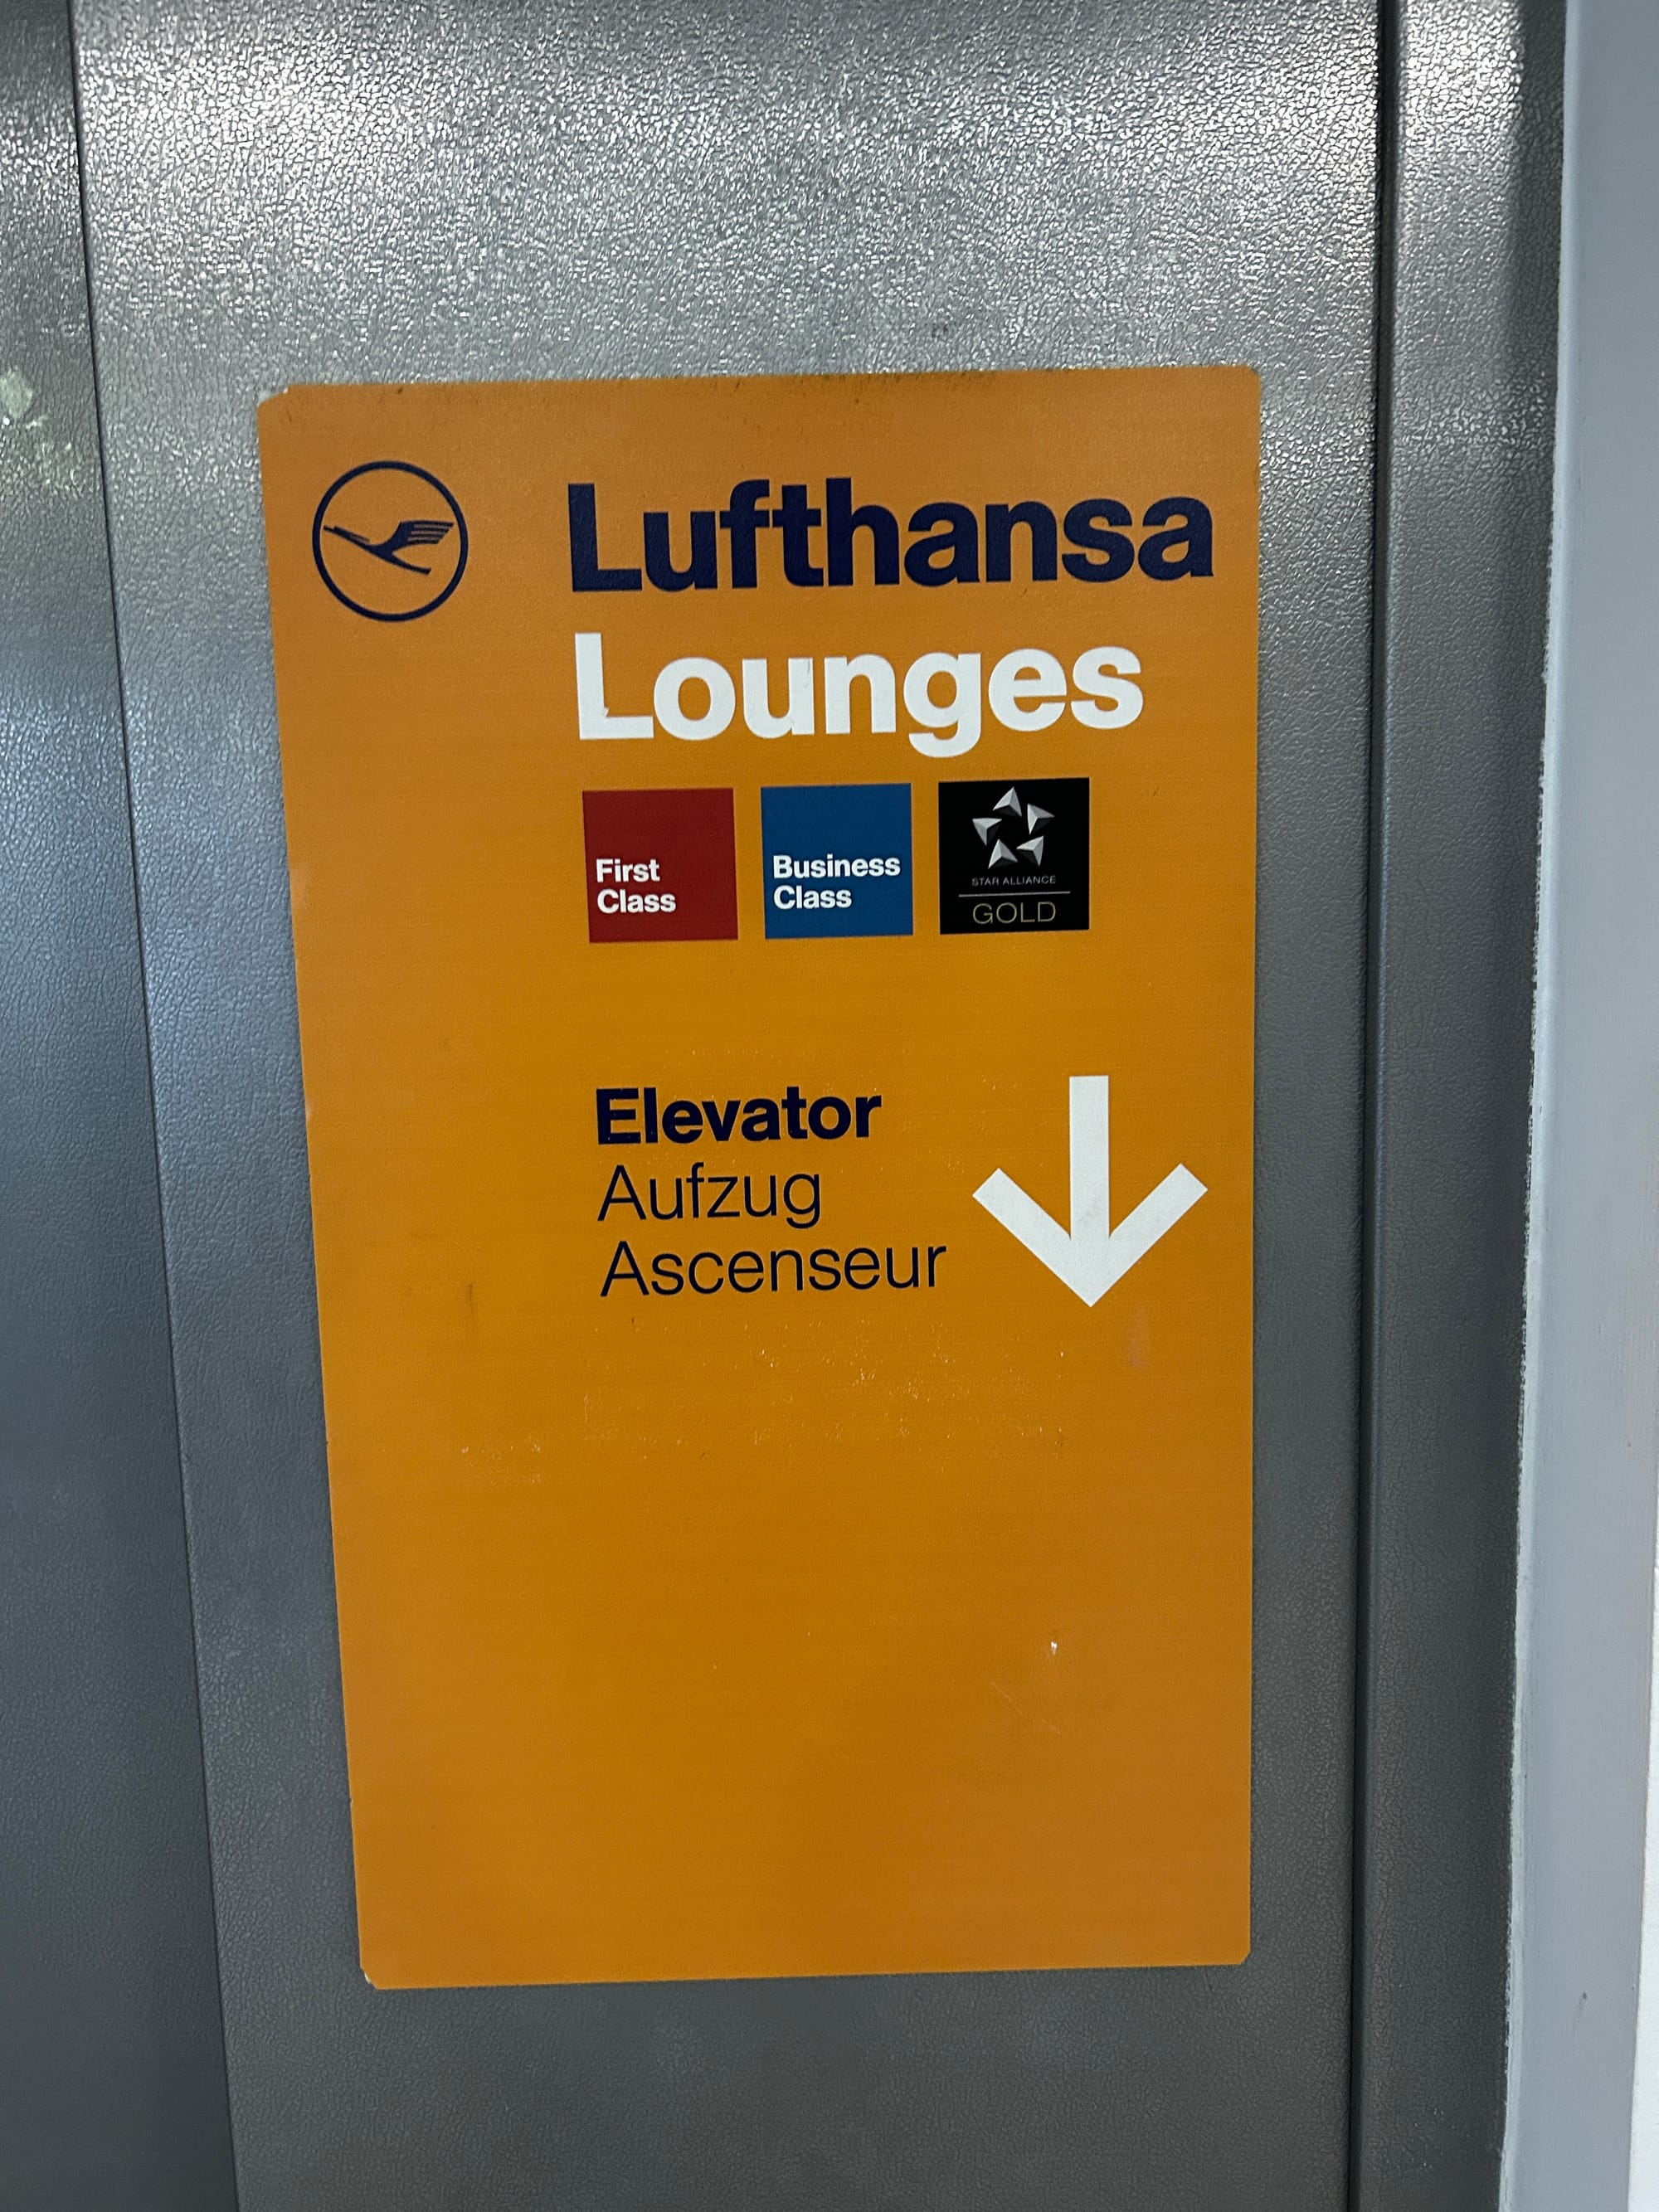 Lufthansa
Lounges
First
Class
Business
Class
STAR ALLIANCE
GOLD
Elevator
Aufzug
Ascenseur